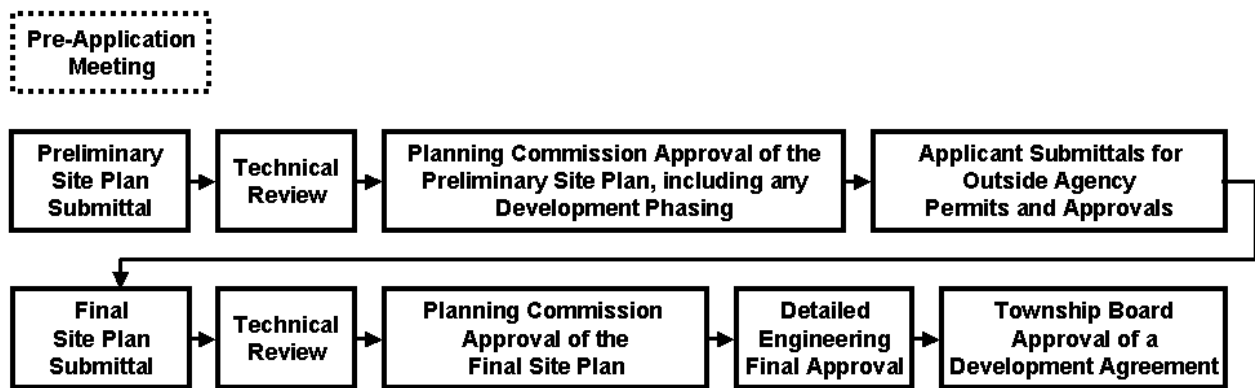 Pre-Application
Meeting
Preliminary
Site Plan
Submittal
Technical
Review
Planning Commission Approval of the
Preliminary Site Plan, including any
Development Phasing
Applicant Submittals for
Outside Agency
Permits and Approvals
Final
Site Plan
Submittal
Technical
Review
Planning Commission
Approval of the
Final Site Plan
Detailed
Engineering
Final Approval
Township Board
Approval of a
Development Agreement